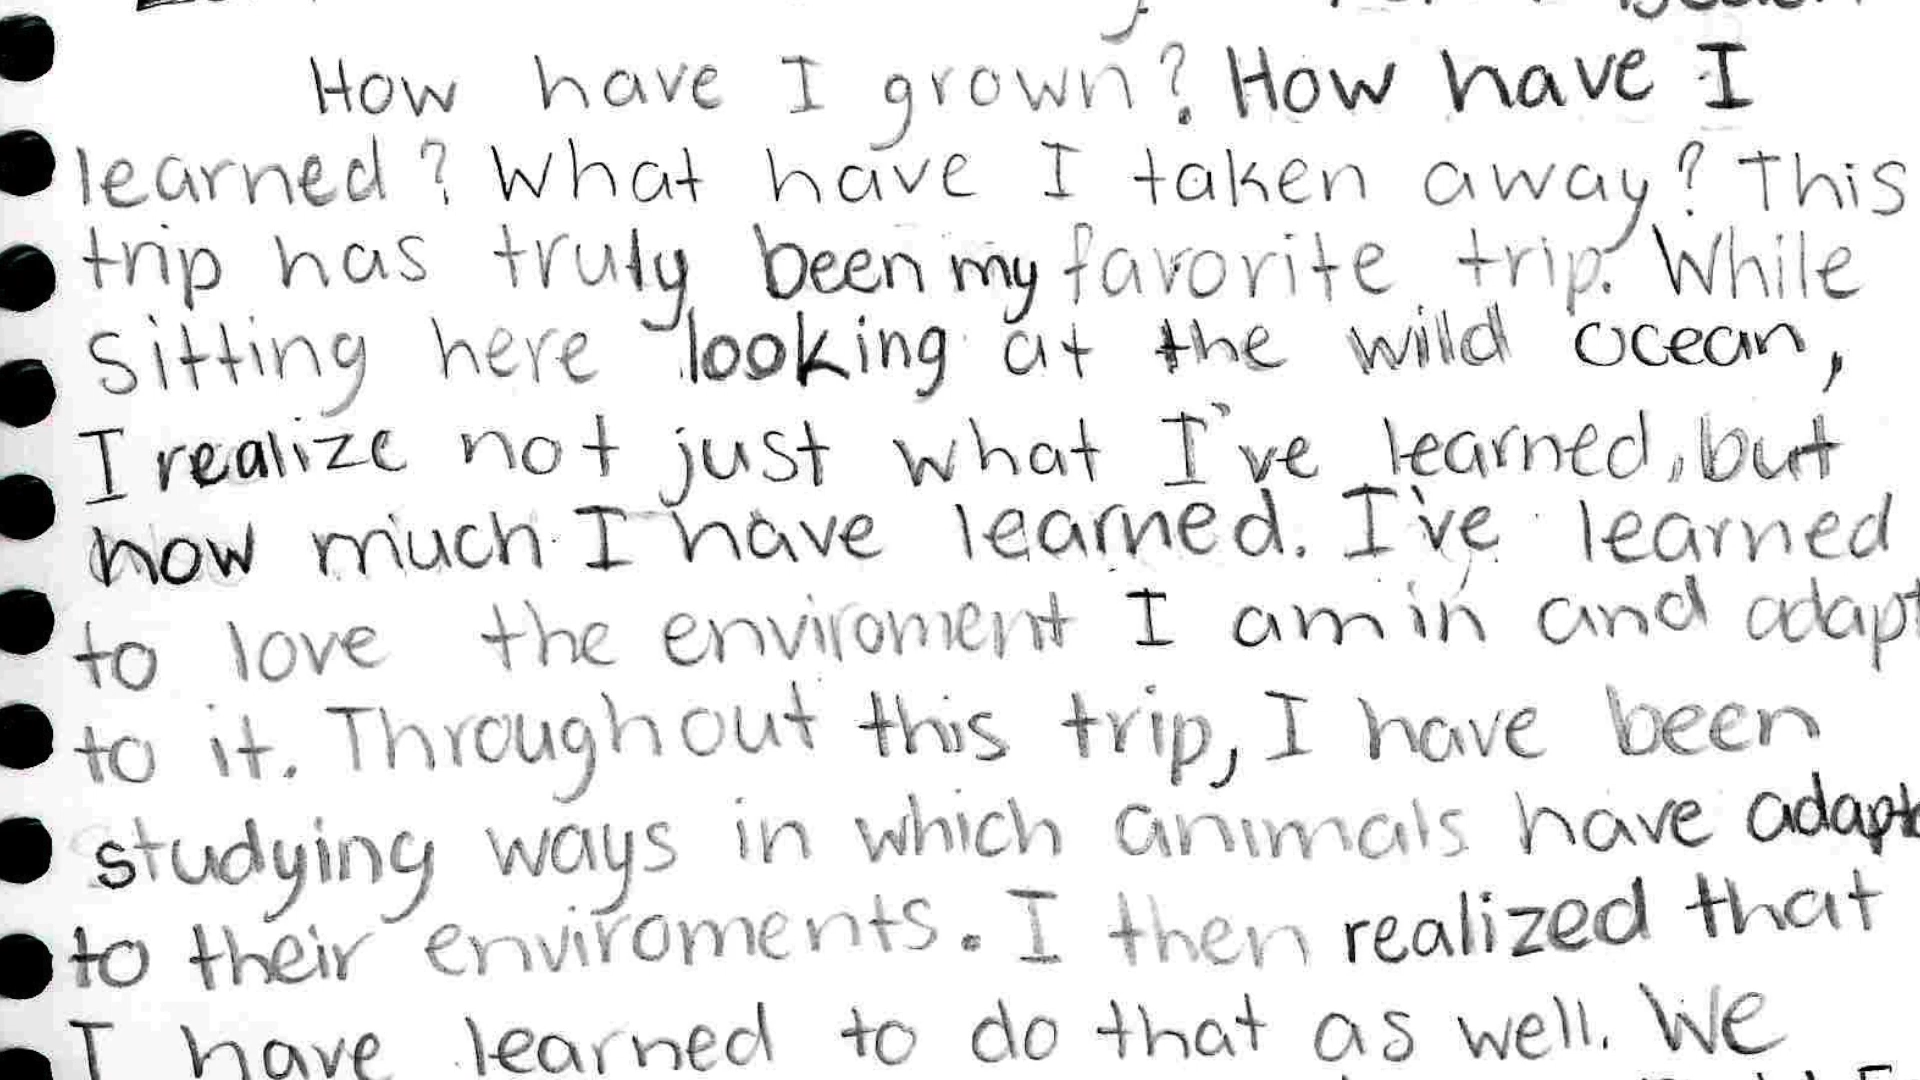 How have I grown? How have I
learned? What have I taken away? This
trip has truly been my favorite trip. While
sitting here looking at the wild ocean,
I realize not just what I've learned, but
how much I have learned. I've learned
to love the enviroment I am in and adapt
to it. Throughout this trip, I have been
studying ways in which animals have adapt
to their enviroments. I then realized that
I have learned to do that as well. We